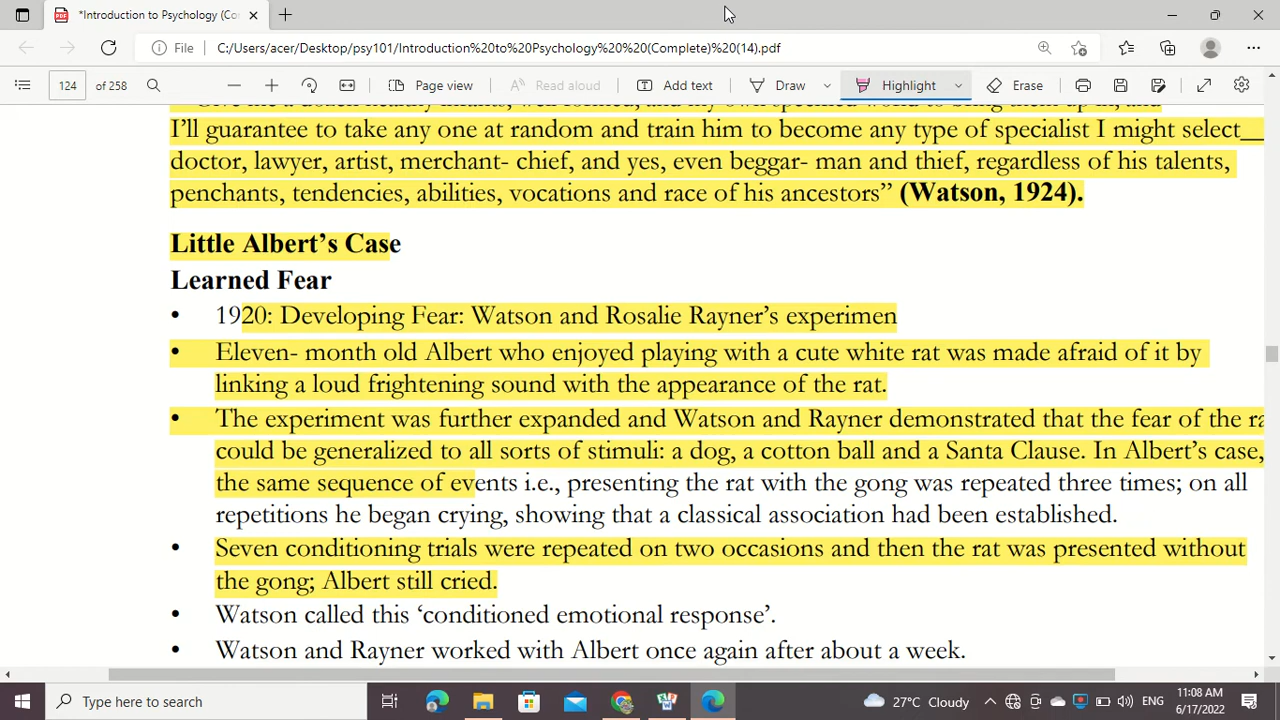 *Introduction to Psychology (Co
File C:/Users/acer/Desktop/psy101/Introduction%20to%20Psychology%20%20(Complete)%20(14).pdf
124 of 258 Page view Read aloud Add text Draw Highlight Erase
I'll guarantee to take any one at random and train him to become any type of specialist I might select__
doctor, lawyer, artist, merchant- chief, and yes, even beggar- man and thief, regardless of his talents,
penchants, tendencies, abilities, vocations and race of his ancestors” (Watson, 1924).
Little Albert’s Case
Learned Fear
• 1920: Developing Fear: Watson and Rosalie Rayner’s experimen
• Eleven- month old Albert who enjoyed playing with a cute white rat was made afraid of it by
linking a loud frightening sound with the appearance of the rat.
• The experiment was further expanded and Watson and Rayner demonstrated that the fear of the ra
could be generalized to all sorts of stimuli: a dog, a cotton ball and a Santa Clause. In Albert’s case,
the same sequence of events i.e., presenting the rat with the gong was repeated three times; on all
repetitions he began crying, showing that a classical association had been established.
• Seven conditioning trials were repeated on two occasions and then the rat was presented without
the gong; Albert still cried.
• Watson called this ‘conditioned emotional response’.
• Watson and Rayner worked with Albert once again after about a week.
Type here to search 27°C Cloudy ENG 11:08 AM
6/17/2022